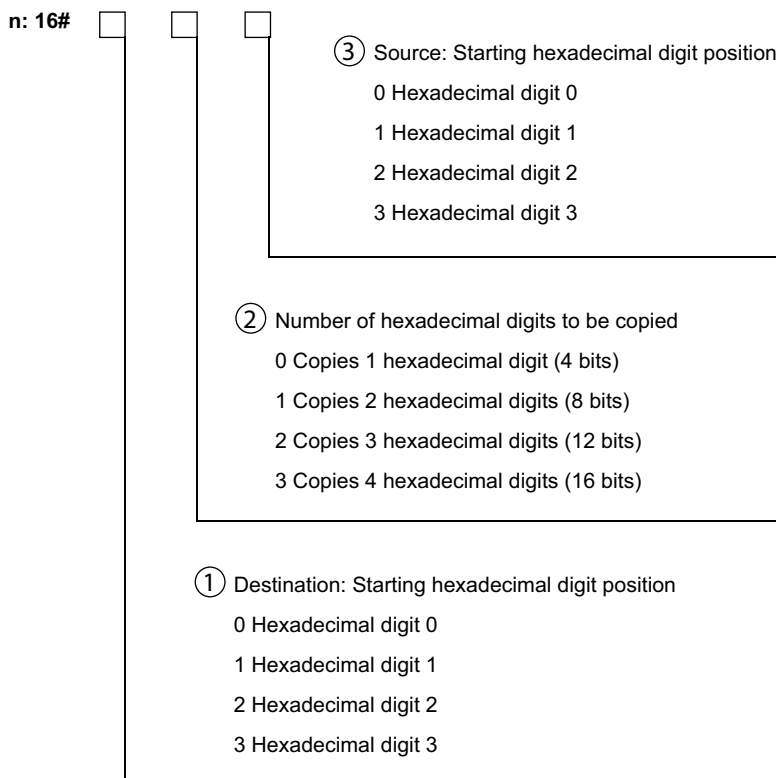 n: 16#
③ Source: Starting hexadecimal digit position
0 Hexadecimal digit 0
1 Hexadecimal digit 1
2 Hexadecimal digit 2
3 Hexadecimal digit 3
② Number of hexadecimal digits to be copied
0 Copies 1 hexadecimal digit (4 bits)
1 Copies 2 hexadecimal digits (8 bits)
2 Copies 3 hexadecimal digits (12 bits)
3 Copies 4 hexadecimal digits (16 bits)
① Destination: Starting hexadecimal digit position
0 Hexadecimal digit 0
1 Hexadecimal digit 1
2 Hexadecimal digit 2
3 Hexadecimal digit 3